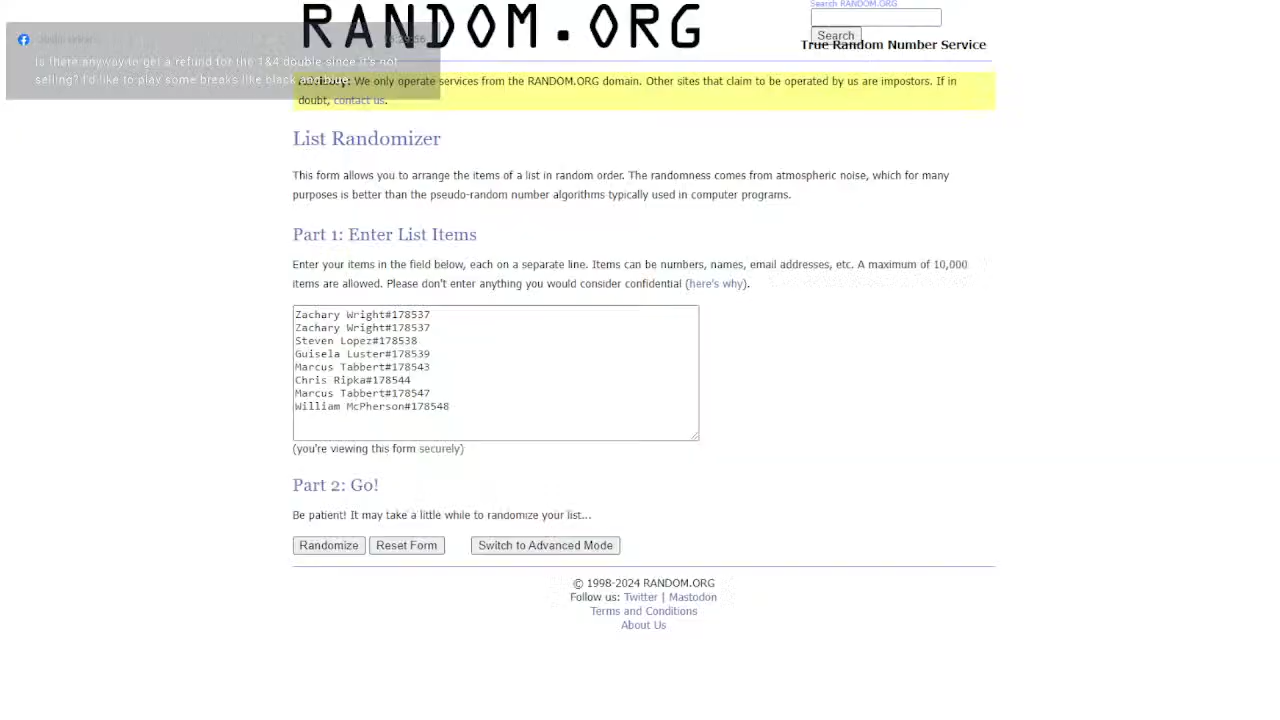 Search RANDOM.ORG
RANDOM.ORG
Search
True Random Number Service
Is there anyway to get a refund for the 1&4 double since it's not
selling? I'd like to play some breaks like black and blue.
We only operate services from the RANDOM.ORG domain. Other sites that claim to be operated by us are impostors. If in
doubt, contact us.
List Randomizer
This form allows you to arrange the items of a list in random order. The randomness comes from atmospheric noise, which for many
purposes is better than the pseudo-random number algorithms typically used in computer programs.
Part 1: Enter List Items
Enter your items in the field below, each on a separate line. Items can be numbers, names, email addresses, etc. A maximum of 10,000
items are allowed. Please don't enter anything you would consider confidential (here's why).
Zachary Wright#178537
Zachary Wright#178537
Steven Lopez#178538
Guisela Luster#178539
Marcus Tabbert#178543
Chris Ripka#178544
Marcus Tabbert#178547
William McPherson#178548
(you're viewing this form securely)
Part 2: Go!
Be patient! It may take a little while to randomize your list...
Randomize Reset Form Switch to Advanced Mode
© 1998-2024 RANDOM.ORG
Follow us: Twitter | Mastodon
Terms and Conditions
About Us